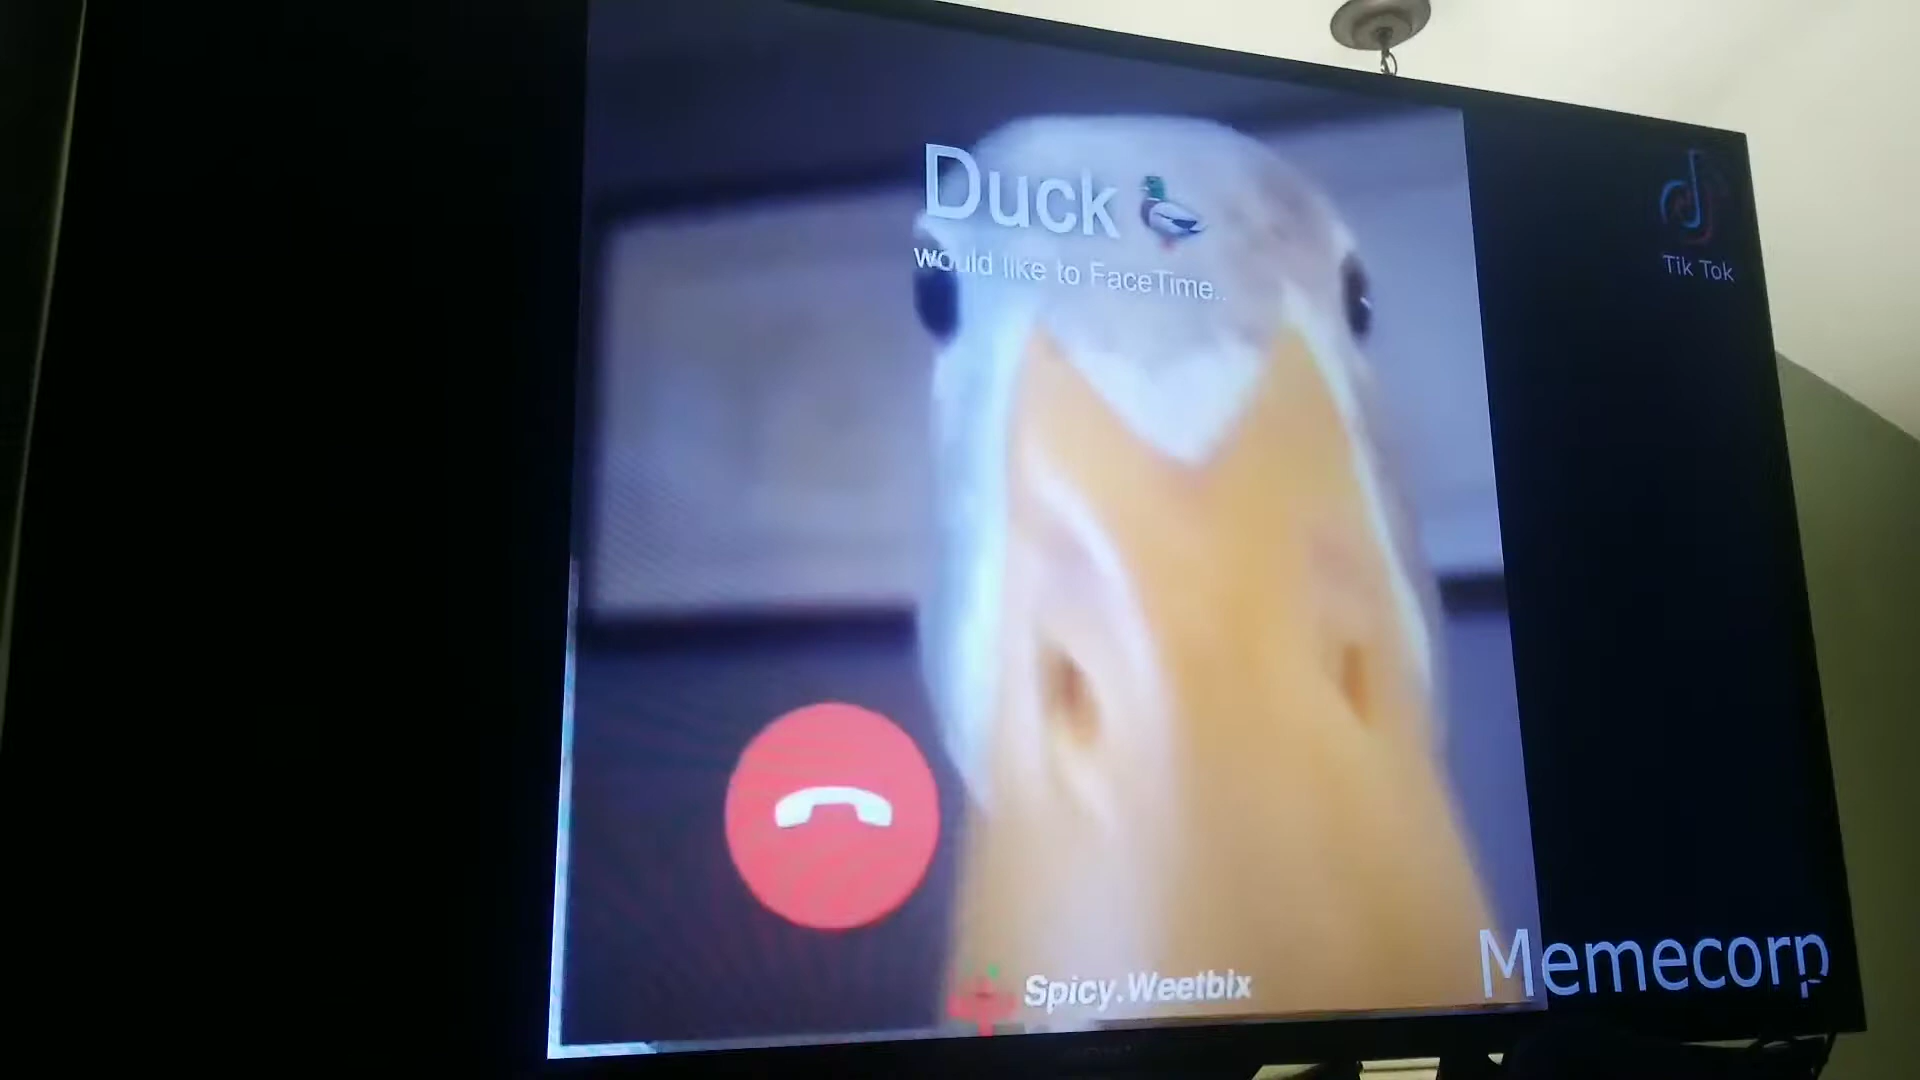 Duck
would like to FaceTime..
Tik Tok
Spicy.Weetbix
Memecorp